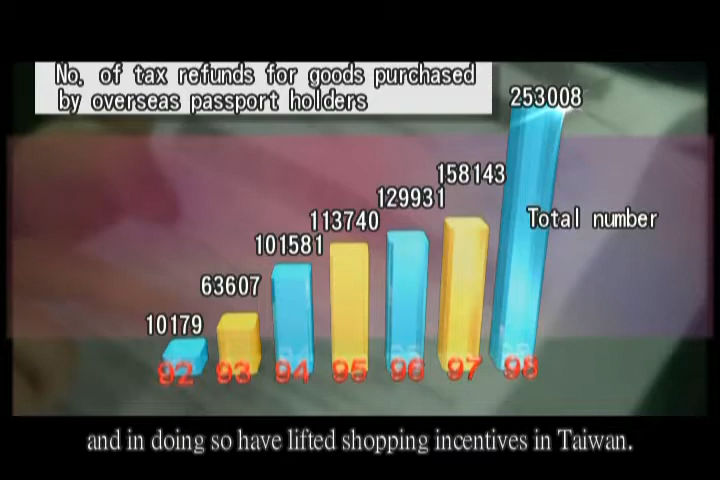 No. of tax refunds for goods purchased
by overseas passport holders
253008
158143
129931
113740
101581
63607
10179
Total number
92 93 94 95 96 97 98
and in doing so have lifted shopping incentives in Taiwan.